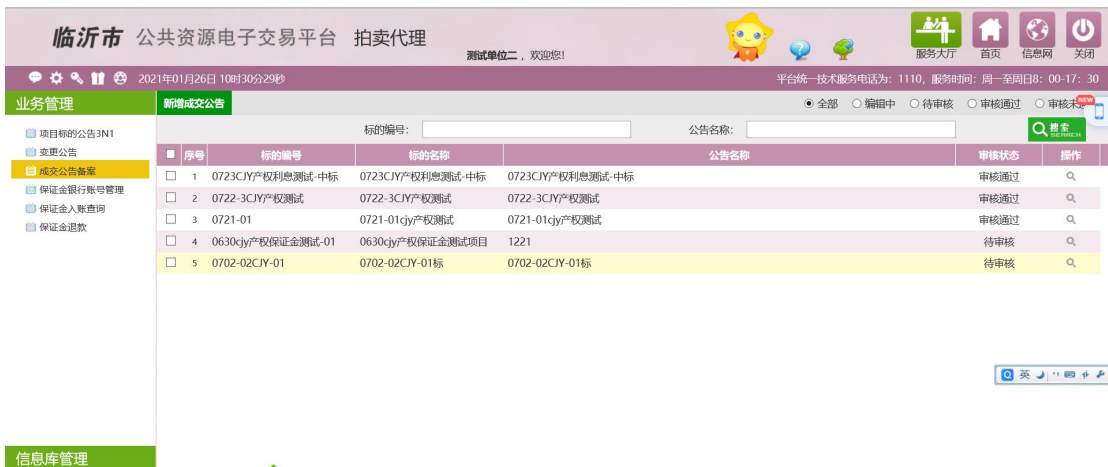 临沂市 公共资源电子交易平台 拍卖代理
测试单位二，欢迎您!
服务大厅 首页 信息网 关闭
2021年01月26日 10时30分29秒
平台统一技术服务电话为：1110，服务时间：周一至周日8：00-17：30
业务管理
新增成交公告
全部 编辑中 待审核 审核通过 审核未
NEW
项目标的公告3N1
变更公告
成交公告备案
保证金银行账号管理
保证金入账查询
保证金退款
标的编号： 公告名称： 搜索
SEARCH
序号 标的编号 标的名称 公告名称 审核状态 操作
1 0723CJY产权利息测试-中标 0723CJY产权利息测试-中标 0723CJY产权利息测试-中标 审核通过
2 0722-3CJY产权测试 0722-3CJY产权测试 0722-3CJY产权测试 审核通过
3 0721-01 0721-01cjy产权测试 0721-01cjy产权测试 审核通过
4 0630cjy产权保证金测试-01 0630cjy产权保证金测试项目 1221 待审核
5 0702-02CJY-01 0702-02CJY-01标 0702-02CJY-01标 待审核
英
信息库管理